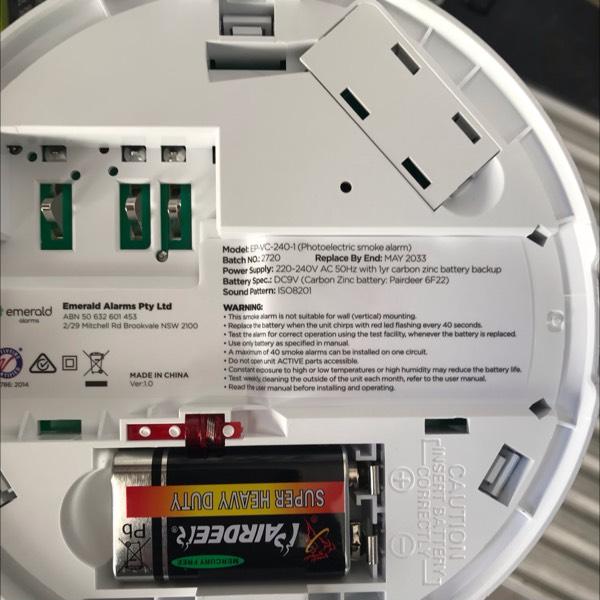 Model: EP-VC-240-1 (Photoelectric smoke alarm)
Batch NO.: 2720 Replace By End: MAY 2033
Power Supply: 220-240V AC 50Hz with 1yr carbon zinc battery backup
Battery Spec.: DC9V (Carbon Zinc battery: Pairdeer 6F22)
Sound Pattern: ISO8201
WARNING:
• This smoke alarm is not suitable for wall (vertical) mounting.
• Replace the battery when the unit chirps with red led flashing every 40 seconds.
• Test the alarm for correct operation using the test facility, whenever the battery is replaced.
• Use only battery as specified in manual.
• A maximum of 40 smoke alarms can be installed on one circuit.
• Do not open unit ACTIVE parts accessible.
• Constant exposure to high or low temperatures or high humidity may reduce the battery life.
• Test weekly, cleaning the outside of the unit each month, refer to the user manual.
• Read the user manual before installing and operating.
emerald
alarms
Emerald Alarms Pty Ltd
ABN 50 632 601 453
2/29 Mitchell Rd Brookvale NSW 2100
786: 2014
MADE IN CHINA
Ver:1.0
CAUTION
INSERT BATTERY
CORRECTLY
SUPER HEAVY DUTY
PAIRDEER
MERCURY FREE
Pb